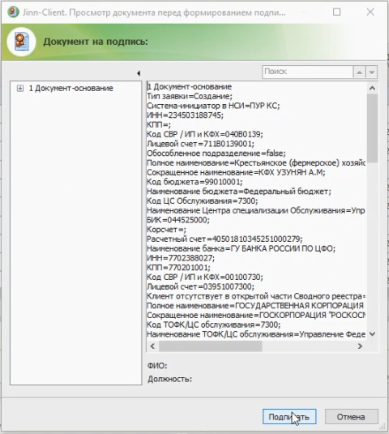 Jinn-Client. Просмотр документа перед формированием подпи...
Документ на подпись:
Поиск
1 Документ-основание
1 Документ-основание
Тип заявки=Создание;
Система-инициатор в НСИ=ПУР КС;
ИНН=234503188745;
КПП=;
Код СВР / ИП и КФХ=040В0139;
Лицевой счет=711В0139001;
Обособленное подразделение=false;
Полное наименование=Крестьянское (фермерское) хозяйс
Сокращенное наименование=КФХ УЗУНЯН А.М
Код бюджета=99010001;
Наименование бюджета=Федеральный бюджет;
Код ЦС Обслуживания=7300;
Наименование Центра специализации Обслуживания=Упр
БИК=044525000;
Корсчет=;
Расчетный счет=40501810345251000279;
Наименование банка=ГУ БАНКА РОССИИ ПО ЦФО;
ИНН=7702388027;
КПП=770201001;
Код СВР / ИП и КФХ=00100730;
Лицевой счет=03951007300;
Клиент отсутствует в открытой части Сводного реестра=
Полное наименование=ГОСУДАРСТВЕННАЯ КОРПОРАЦИЯ
Сокращенное наименование=ГОСКОРПОРАЦИЯ "РОСКОСМ
Код ТОФК/ЦС обслуживания=7300;
Наименование ТОФК/ЦС обслуживания=Управление Феде
ФИО:
Должность:
Подписать
Отмена